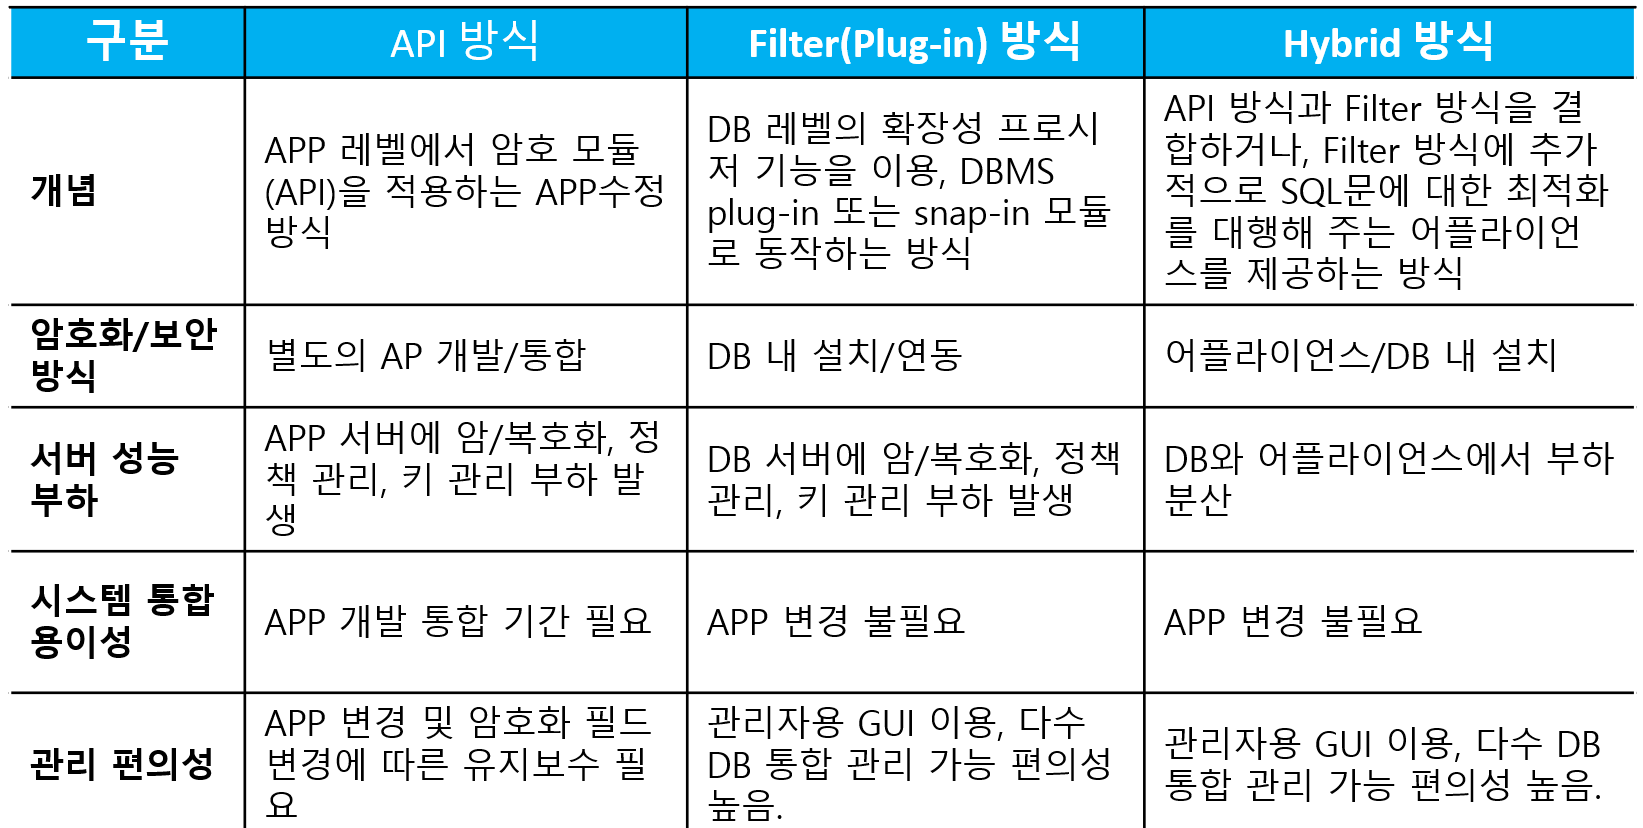 구분
API 방식
Filter(Plug-in) 방식
Hybrid 방식
개념
APP 레벨에서 암호 모듈
(API)을 적용하는 APP수정
방식
DB 레벨의 확장성 프로시
저 기능을 이용, DBMS
plug-in 또는 snap-in 모듈
로 동작하는 방식
API 방식과 Filter 방식을 결
합하거나, Filter 방식에 추가
적으로 SQL문에 대한 최적화
를 대행해 주는 어플라이언
스를 제공하는 방식
암호화/보안
방식
별도의 AP 개발/통합
DB 내 설치/연동
어플라이언스/DB 내 설치
서버 성능
부하
APP 서버에 암/복호화, 정
책 관리, 키 관리 부하 발
생
DB 서버에 암/복호화, 정책
관리, 키 관리 부하 발생
DB와 어플라이언스에서 부하
분산
시스템 통합
용이성
APP 개발 통합 기간 필요
APP 변경 불필요
APP 변경 불필요
관리 편의성
APP 변경 및 암호화 필드
변경에 따른 유지보수 필
요
관리자용 GUI 이용, 다수
DB 통합 관리 가능 편의성
높음.
관리자용 GUI 이용, 다수 DB
통합 관리 가능 편의성 높음.